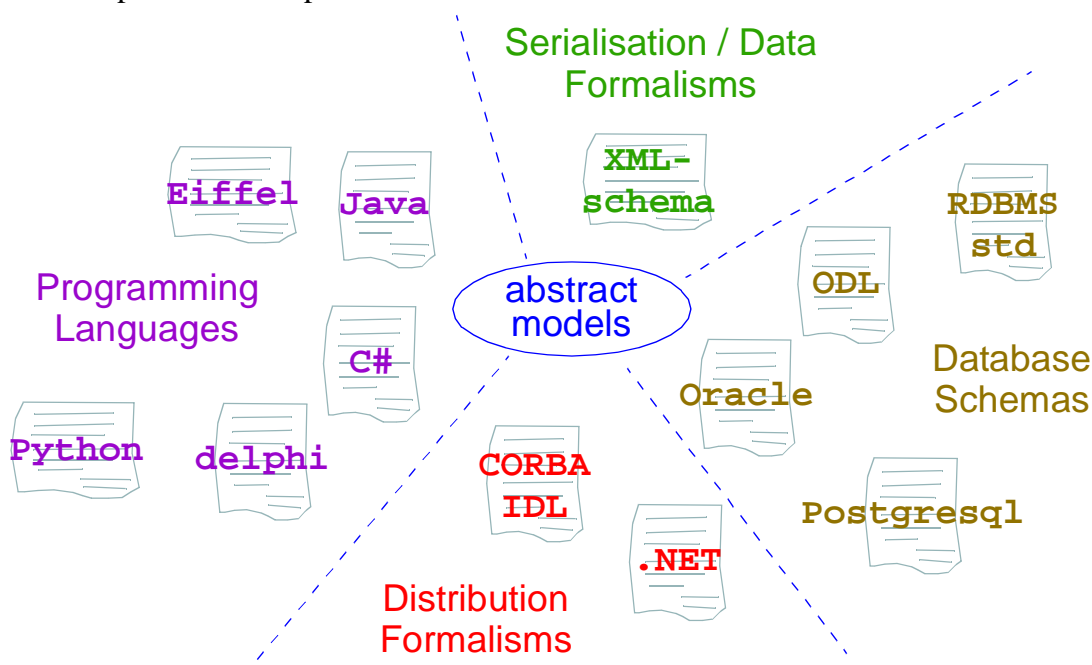 Serialisation / Data
Formalisms
XML-
schema
Eiffel
Java
RDBMS
std
ODL
Programming
Languages
abstract
models
C#
Oracle
Database
Schemas
Python
delphi
CORBA
IDL
Postgresql
.NET
Distribution
Formalisms